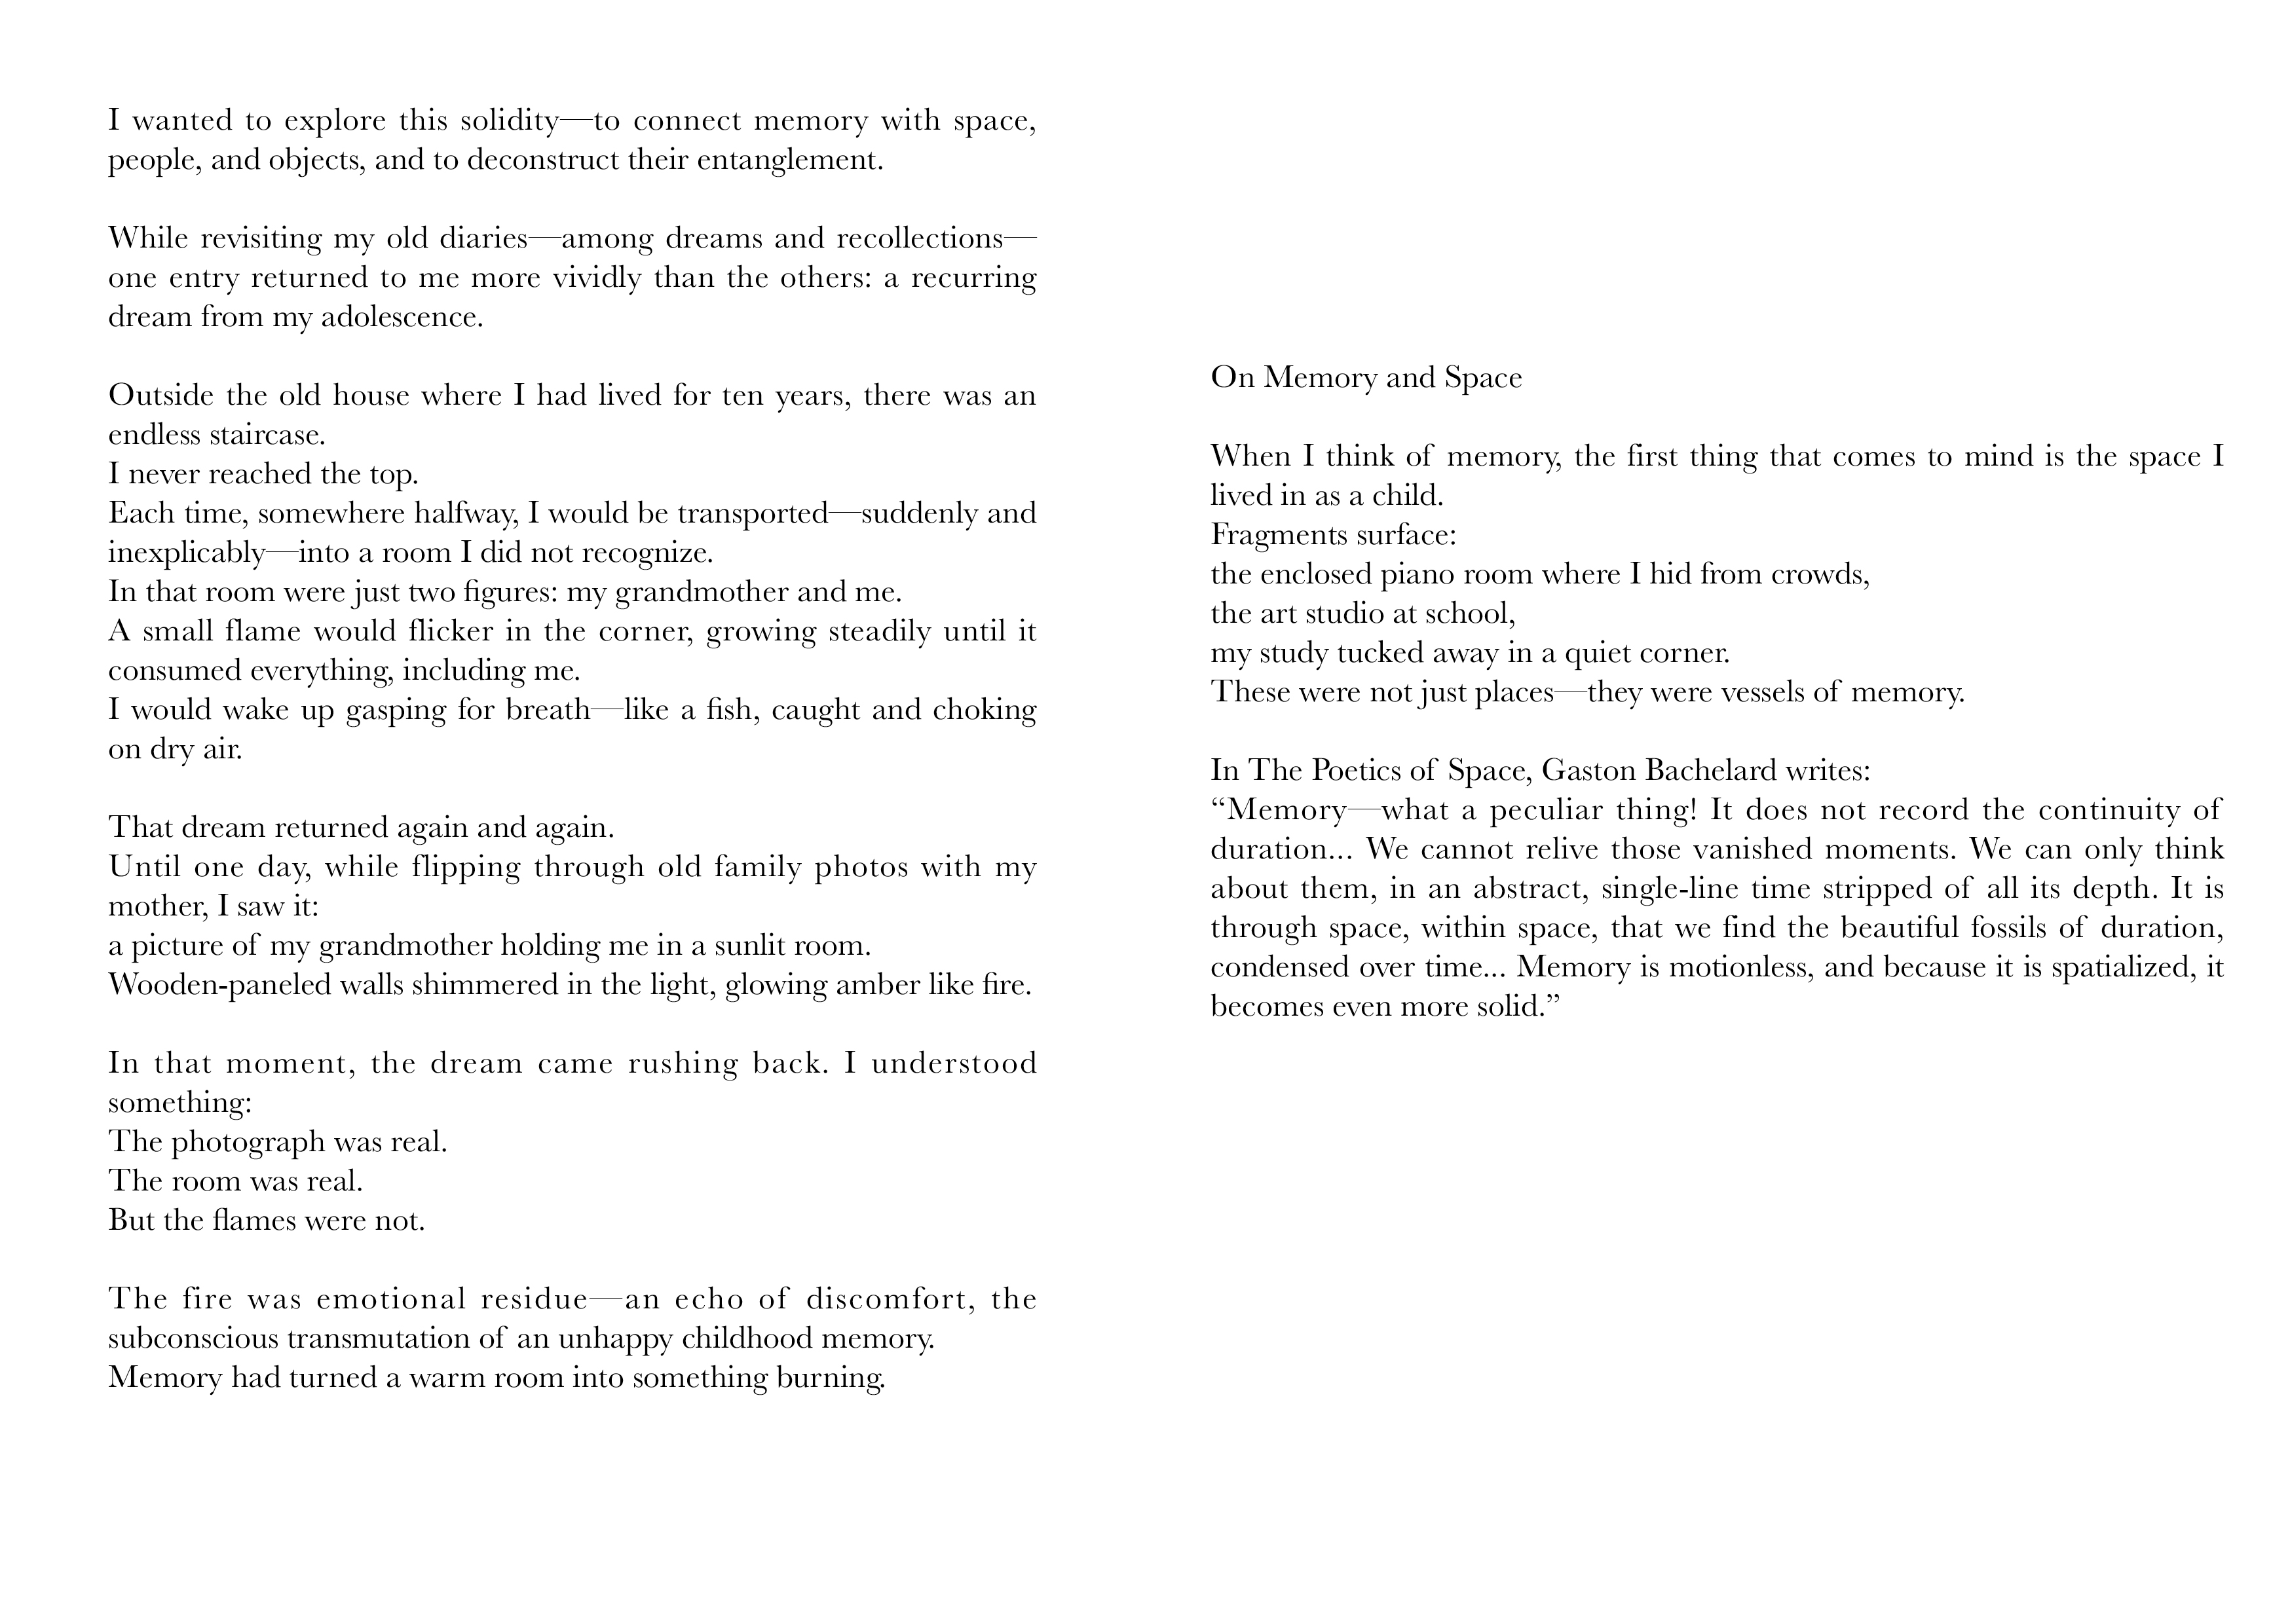 I wanted to explore this solidity—to connect memory with space,
people, and objects, and to deconstruct their entanglement.
While revisiting my old diaries—among dreams and recollections—
one entry returned to me more vividly than the others: a recurring
dream from my adolescence.
Outside the old house where I had lived for ten years, there was an
endless staircase.
I never reached the top.
Each time, somewhere halfway, I would be transported—suddenly and
inexplicably—into a room I did not recognize.
In that room were just two figures: my grandmother and me.
A small flame would flicker in the corner, growing steadily until it
consumed everything, including me.
I would wake up gasping for breath—like a fish, caught and choking
on dry air.
That dream returned again and again.
Until one day, while flipping through old family photos with my
mother, I saw it:
a picture of my grandmother holding me in a sunlit room.
Wooden-paneled walls shimmered in the light, glowing amber like fire.
In that moment, the dream came rushing back. I understood
something:
The photograph was real.
The room was real.
But the flames were not.
The fire was emotional residue—an echo of discomfort, the
subconscious transmutation of an unhappy childhood memory.
Memory had turned a warm room into something burning.
On Memory and Space
When I think of memory, the first thing that comes to mind is the space I
lived in as a child.
Fragments surface:
the enclosed piano room where I hid from crowds,
the art studio at school,
my study tucked away in a quiet corner.
These were not just places—they were vessels of memory.
In The Poetics of Space, Gaston Bachelard writes:
“Memory—what a peculiar thing! It does not record the continuity of
duration... We cannot relive those vanished moments. We can only think
about them, in an abstract, single-line time stripped of all its depth. It is
through space, within space, that we find the beautiful fossils of duration,
condensed over time... Memory is motionless, and because it is spatialized, it
becomes even more solid.”